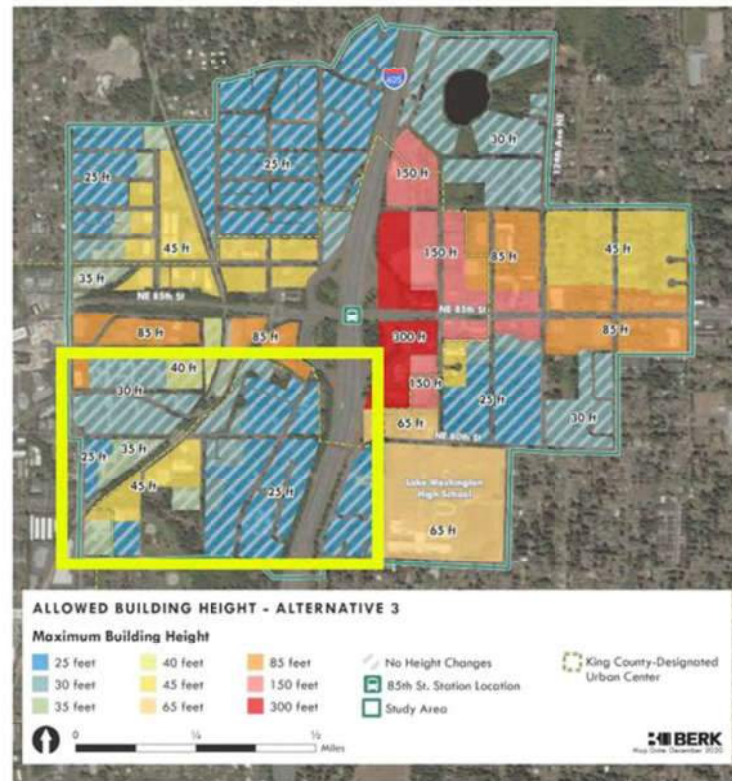 405
25 ft
25 ft
30 ft
124th Ave NE
150 ft
45 ft
150 ft
85 ft
45 ft
35 ft
NE 85th St
NE 85th St
85 ft
85 ft
300 ft
85 ft
40 ft
30 ft
150 ft
25 ft
30 ft
65 ft
NE 80th St
35 ft
25 ft
45 ft
25 ft
Lake Washington
High School
65 ft
ALLOWED BUILDING HEIGHT - ALTERNATIVE 3
Maximum Building Height
25 feet
40 feet
85 feet
No Height Changes
King County-Designated
Urban Center
30 feet
45 feet
150 feet
85th St. Station Location
35 feet
65 feet
300 feet
Study Area
0
¼
½
Miles
BERK
Map Date: December 2020